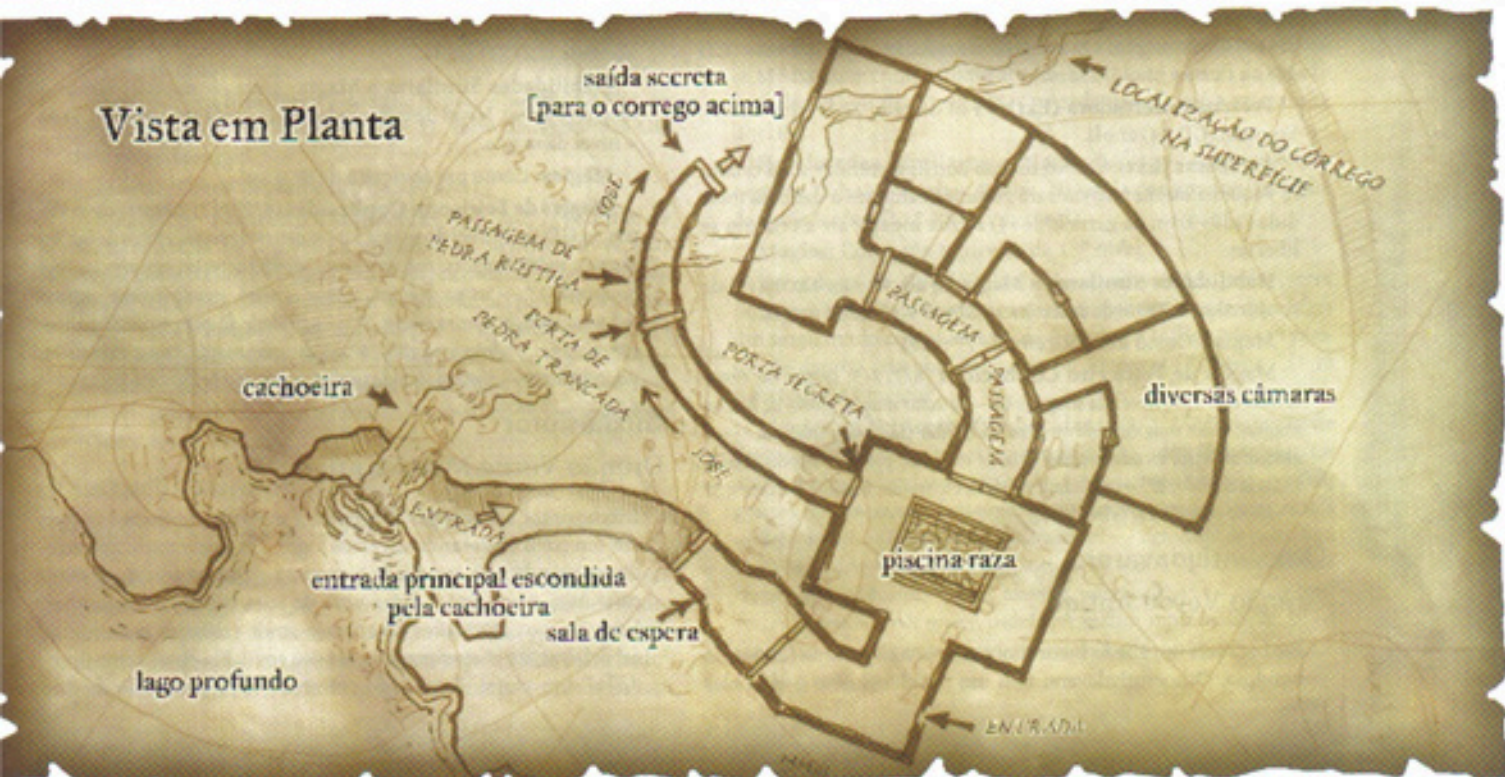 Vista em Planta
saída secreta
[para o corrego acima]
LOCALIZAÇÃO DO CÓRREGO
NA SUPERFÍCIE
SOBE
PASSAGEM DE
PEDRA RÚSTICA
PORTA DE
PEDRA TRANCADA
PASSAGEM
PORTA SECRETA
PASSAGEM
cachoeira
diversas câmaras
SOBE
ENTRADA
piscina raza
entrada principal escondida
pela cachoeira
sala de espera
lago profundo
ENTRADA